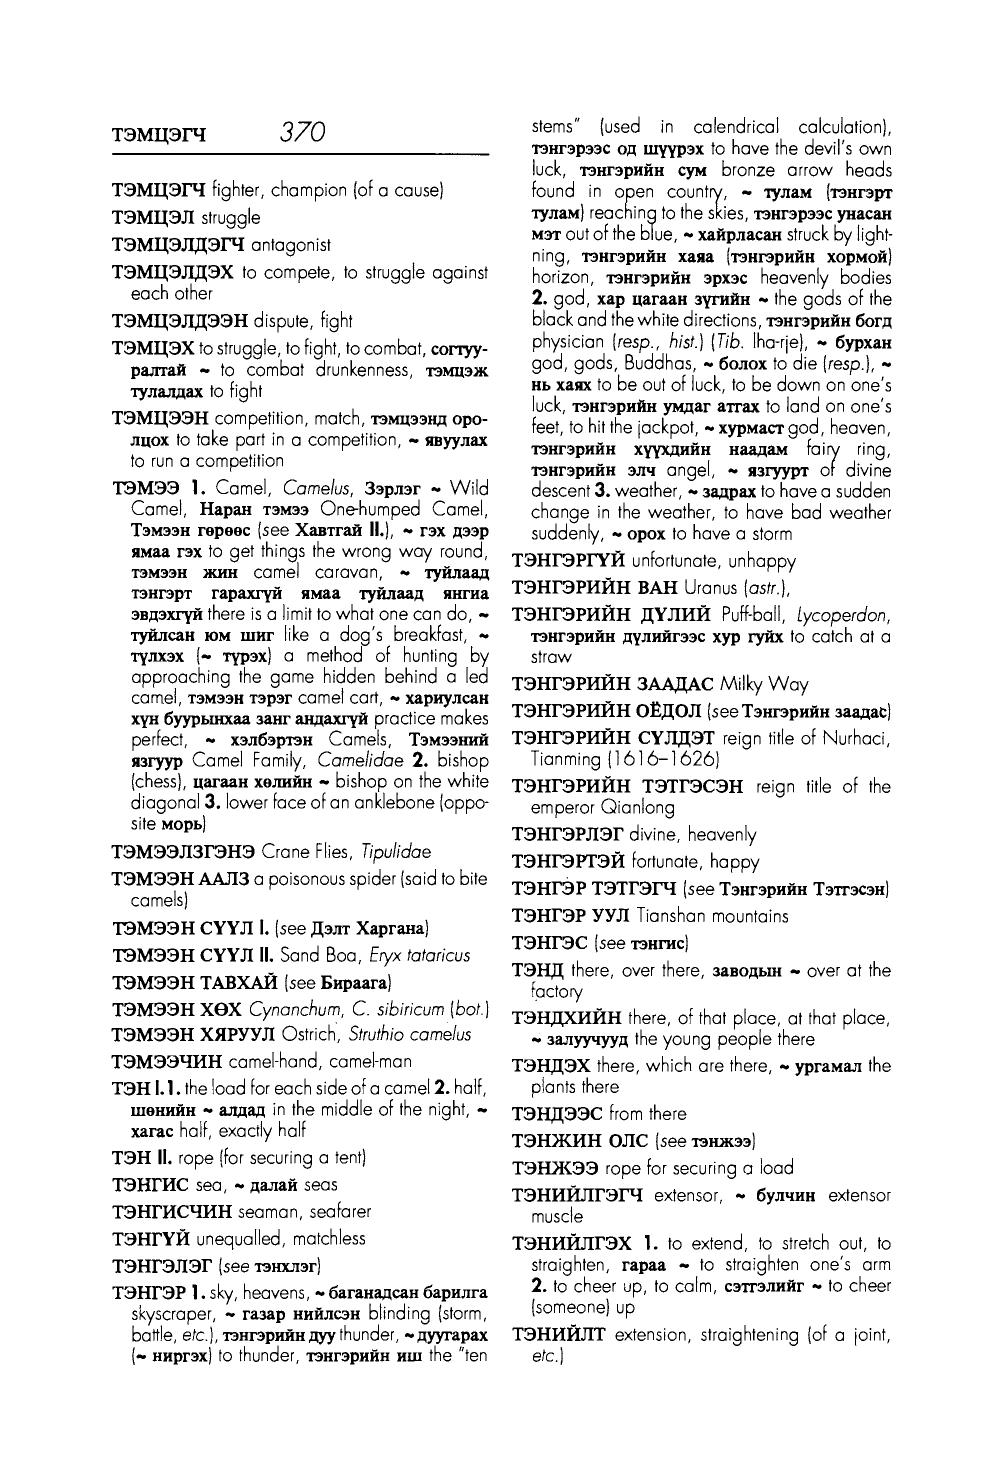 ТЭМЦЭГЧ 370
ТЭМЦЭГЧ fighter, champion (of a cause)
ТЭМЦЭЛ struggle
ТЭМЦЭЛДЭГЧ antagonist
ТЭМЦЭЛДЭХ to compete, to struggle against
each other
ТЭМЦЭЛДЭЭН dispute, fight
ТЭМЦЭХ to struggle, to fight, to combat, согтуу-
ралтай ~ to combat drunkenness, тэмцэж
тулалдах to fight
ТЭМЦЭЭН competition, match, тэмцээнд оро-
лцох to take part in a competition, ~ явуулах
to run a competition
ТЭМЭЭ 1. Camel, Camelus, Зэрлэг ~ Wild
Camel, Наран тэмээ One-humped Camel,
Тэмээн гөрөөс (see Хавтгай II.), ~ гэх дээр
ямаа гэх to get things the wrong way round,
тэмээн жин camel caravan, ~ туйлаад
тэнгэрт гарахгүй ямаа туйлаад янгиа
эвдэхгүй there is a limit to what one can do, ~
туйлсан юм шиг like a dog's breakfast, ~
түлхэх (~ түрэх) a method of hunting by
approaching the game hidden behind a led
camel, тэмээн тэрэг camel cart, ~ хариулсан
хүн буурынхаа занг андахгүй practice makes
perfect, ~ хэлбэртэн Camels, Тэмээний
язгуур Camel Family, Camelidae 2. bishop
(chess), цагаан хөлийн ~ bishop on the white
diagonal 3. lower face of an anklebone (oppo-
site морь)
ТЭМЭЭЛЗГЭНЭ Crane Flies, Tipulidae
ТЭМЭЭН ААЛЗ a poisonous spider (said to bite
camels)
ТЭМЭЭН СҮҮЛ I. (see Дэлт Харгана)
ТЭМЭЭН СҮҮЛ II. Sand Boa, Eryx tataricus
ТЭМЭЭН ТАВХАЙ (see Бираага)
ТЭМЭЭН ХӨХ Cynanchum, C. sibiricum (bot.)
ТЭМЭЭН ХЯРУУЛ Ostrich, Struthio camelus
ТЭМЭЭЧИН camel-hand, camel-man
ТЭН I.1. the load for each side of a camel 2. half,
шөнийн ~ алдад in the middle of the night, ~
хагас half, exactly half
ТЭН II. rope (for securing a tent)
ТЭНГИС sea, ~ далай seas
ТЭНГИСЧИН seaman, seafarer
ТЭНГҮЙ unequalled, matchless
ТЭНГЭЛЭГ (see тэнхлэг)
ТЭНГЭР 1. sky, heavens, ~ баганадсан барилга
skyscraper, ~ газар нийлсэн blinding (storm,
battle, etc.), тэнгэрийн дуу thunder, ~ дуугарах
(~ ниргэх) to thunder, тэнгэрийн иш the "ten
stems" (used in calendrical calculation),
тэнгэрээс од шүүрэх to have the devil's own
luck, тэнгэрийн сум bronze arrow heads
found in open country, ~ тулам (тэнгэрт
тулам) reaching to the skies, тэнгэрээс унасан
мэт out of the blue, ~ хайрласан struck by light-
ning, тэнгэрийн хаяа (тэнгэрийн хормой)
horizon, тэнгэрийн эрхэс heavenly bodies
2. god, хар цагаан зүгийн ~ the gods of the
black and the white directions, тэнгэрийн богд
physician (resp., hist.) (Tib. lha-rje), ~ бурхан
god, gods, Buddhas, ~ болох to die (resp.), ~
нь хаях to be out of luck, to be down on one's
luck, тэнгэрийн умдаг атгах to land on one's
feet, to hit the jackpot, ~ хурмаст god, heaven,
тэнгэрийн хүүхдийн наадам fairy ring,
тэнгэрийн элч angel, ~ язгуурт of divine
descent 3. weather, ~ задрах to have a sudden
change in the weather, to have bad weather
suddenly, ~ орох to have a storm
ТЭНГЭРГҮЙ unfortunate, unhappy
ТЭНГЭРИЙН ВАН Uranus (astr.),
ТЭНГЭРИЙН ДҮЛИЙ Puff-ball, Lycoperdon,
тэнгэрийн дүлийгээс хур гуйх to catch at a
straw
ТЭНГЭРИЙН ЗААДАС Milky Way
ТЭНГЭРИЙН ОЁДОЛ (see Тэнгэрийн заадас)
ТЭНГЭРИЙН СҮЛДЭТ reign title of Nurhaci,
Tianming (1616–1626)
ТЭНГЭРИЙН ТЭТГЭСЭН reign title of the
emperor Qianlong
ТЭНГЭРЛЭГ divine, heavenly
ТЭНГЭРТЭЙ fortunate, happy
ТЭНГЭР ТЭТГЭГЧ (see Тэнгэрийн Тэтгэсэн)
ТЭНГЭР УУЛ Tianshan mountains
ТЭНГЭС (see тэнгис)
ТЭНД there, over there, заводын ~ over at the
factory
ТЭНДХИЙН there, of that place, at that place,
~ залуучууд the young people there
ТЭНДЭХ there, which are there, ~ ургамал the
plants there
ТЭНДЭЭС from there
ТЭНЖИН ОЛС (see тэнжээ)
ТЭНЖЭЭ rope for securing a load
ТЭНИЙЛГЭГЧ extensor, ~ булчин extensor
muscle
ТЭНИЙЛГЭХ 1. to extend, to stretch out, to
straighten, гараа ~ to straighten one's arm
2. to cheer up, to calm, сэтгэлийг ~ to cheer
(someone) up
ТЭНИЙЛТ extension, straightening (of a joint,
etc.)